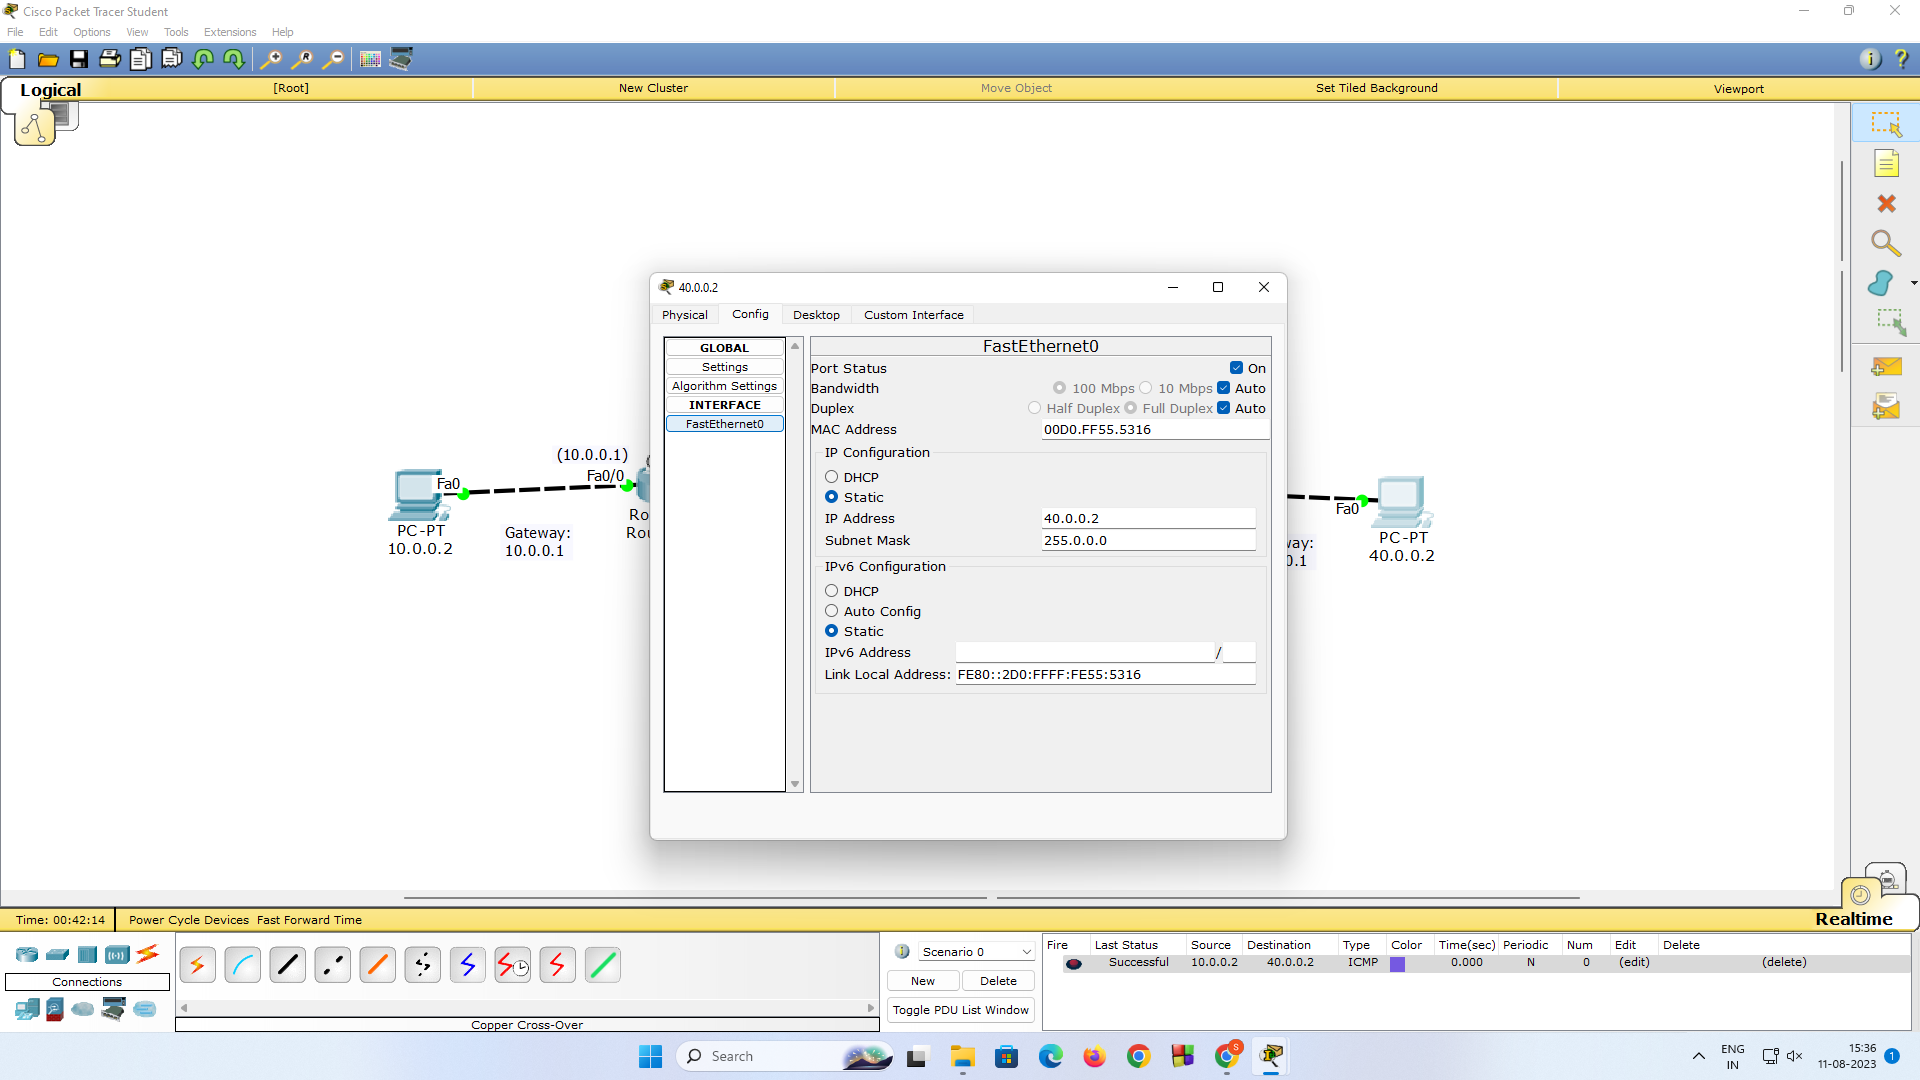 Cisco Packet Tracer Student
File Edit Options View Tools Extensions Help
Logical [Root] New Cluster Move Object Set Tiled Background Viewport
40.0.0.2
Physical Config Desktop Custom Interface
GLOBAL
Settings
Algorithm Settings
INTERFACE
FastEthernet0
FastEthernet0
Port Status On
Bandwidth 100 Mbps 10 Mbps Auto
Duplex Half Duplex Full Duplex Auto
MAC Address 00D0.FF55.5316
IP Configuration
DHCP
Static
IP Address 40.0.0.2
Subnet Mask 255.0.0.0
IPv6 Configuration
DHCP
Auto Config
Static
IPv6 Address /
Link Local Address: FE80::2D0:FFFF:FE55:5316
(10.0.0.1)
Fa0 Fa0/0
PC-PT
10.0.0.2
Gateway:
10.0.0.1
Ro
Rou
way:
0.1
Fa0
PC-PT
40.0.0.2
Time: 00:42:14 Power Cycle Devices Fast Forward Time
Realtime
Connections
Copper Cross-Over
Scenario 0
New Delete
Toggle PDU List Window
Fire Last Status Source Destination Type Color Time(sec) Periodic Num Edit Delete
Successful 10.0.0.2 40.0.0.2 ICMP 0.000 N 0 (edit) (delete)
Search
S
ENG
IN
15:36
11-08-2023
1